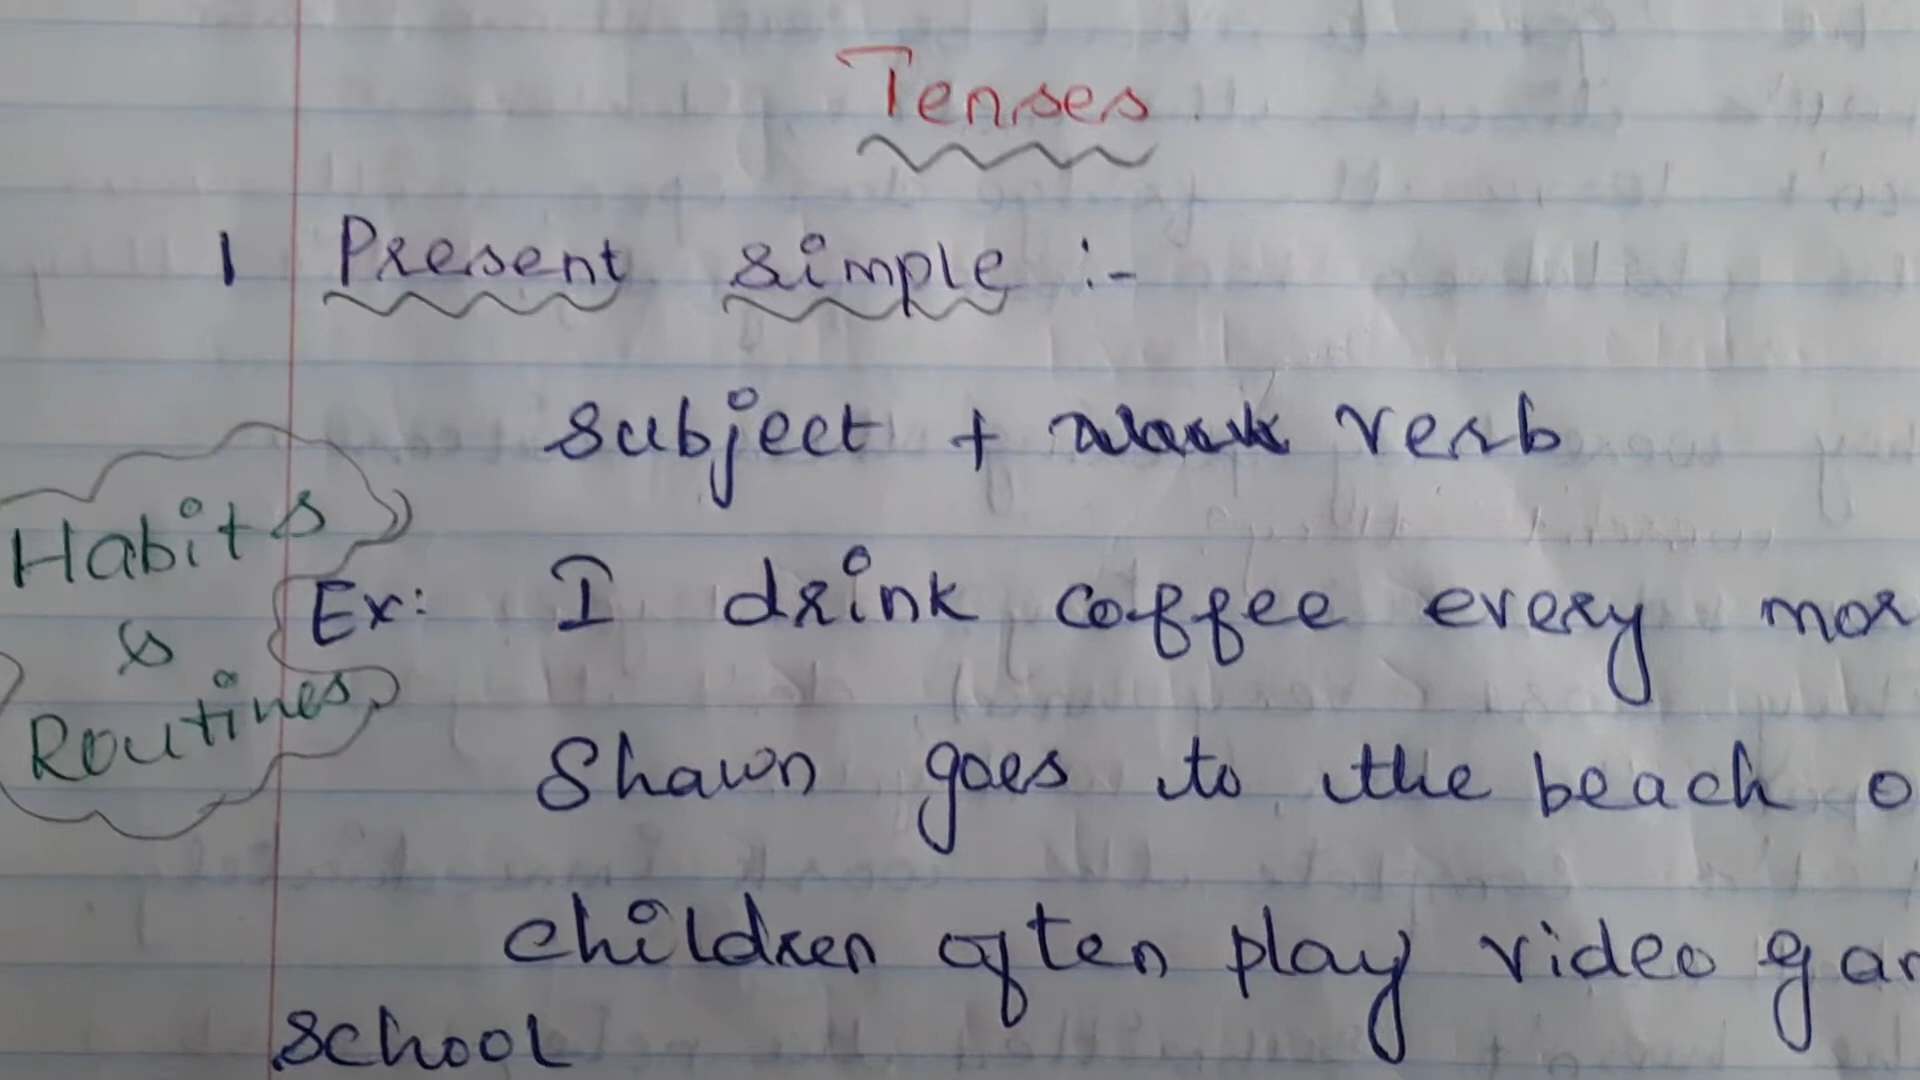 Tenses
1 Present simple :-
subject + verb
Habits
&
Routines
Ex: I drink coffee every mor
Shawn goes to the beach o
children often play video gam
school